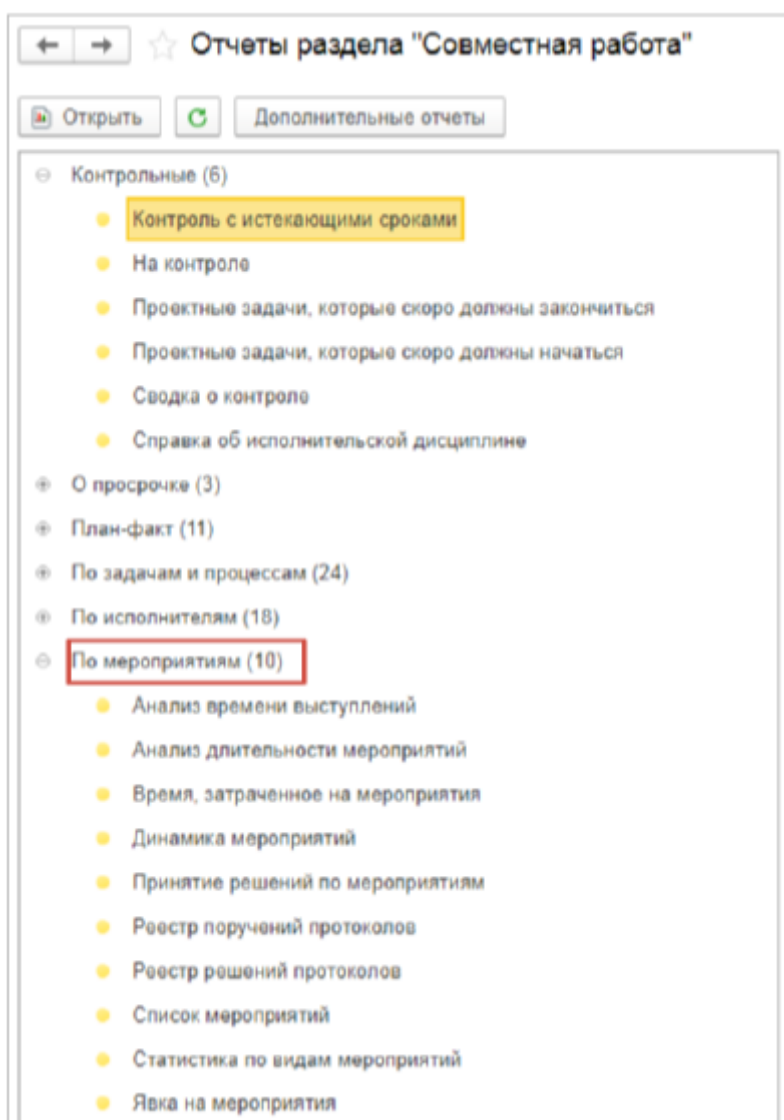 Отчеты раздела "Совместная работа"
Открыть Дополнительные отчеты
Контрольные (6)
Контроль с истекающими сроками
На контроле
Проектные задачи, которые скоро должны закончиться
Проектные задачи, которые скоро должны начаться
Сводка о контроле
Справка об исполнительской дисциплине
О просрочке (3)
План-факт (11)
По задачам и процессам (24)
По исполнителям (18)
По мероприятиям (10)
Анализ времени выступлений
Анализ длительности мероприятий
Время, затраченное на мероприятия
Динамика мероприятий
Принятие решений по мероприятиям
Реестр поручений протоколов
Реестр решений протоколов
Список мероприятий
Статистика по видам мероприятий
Явка на мероприятия